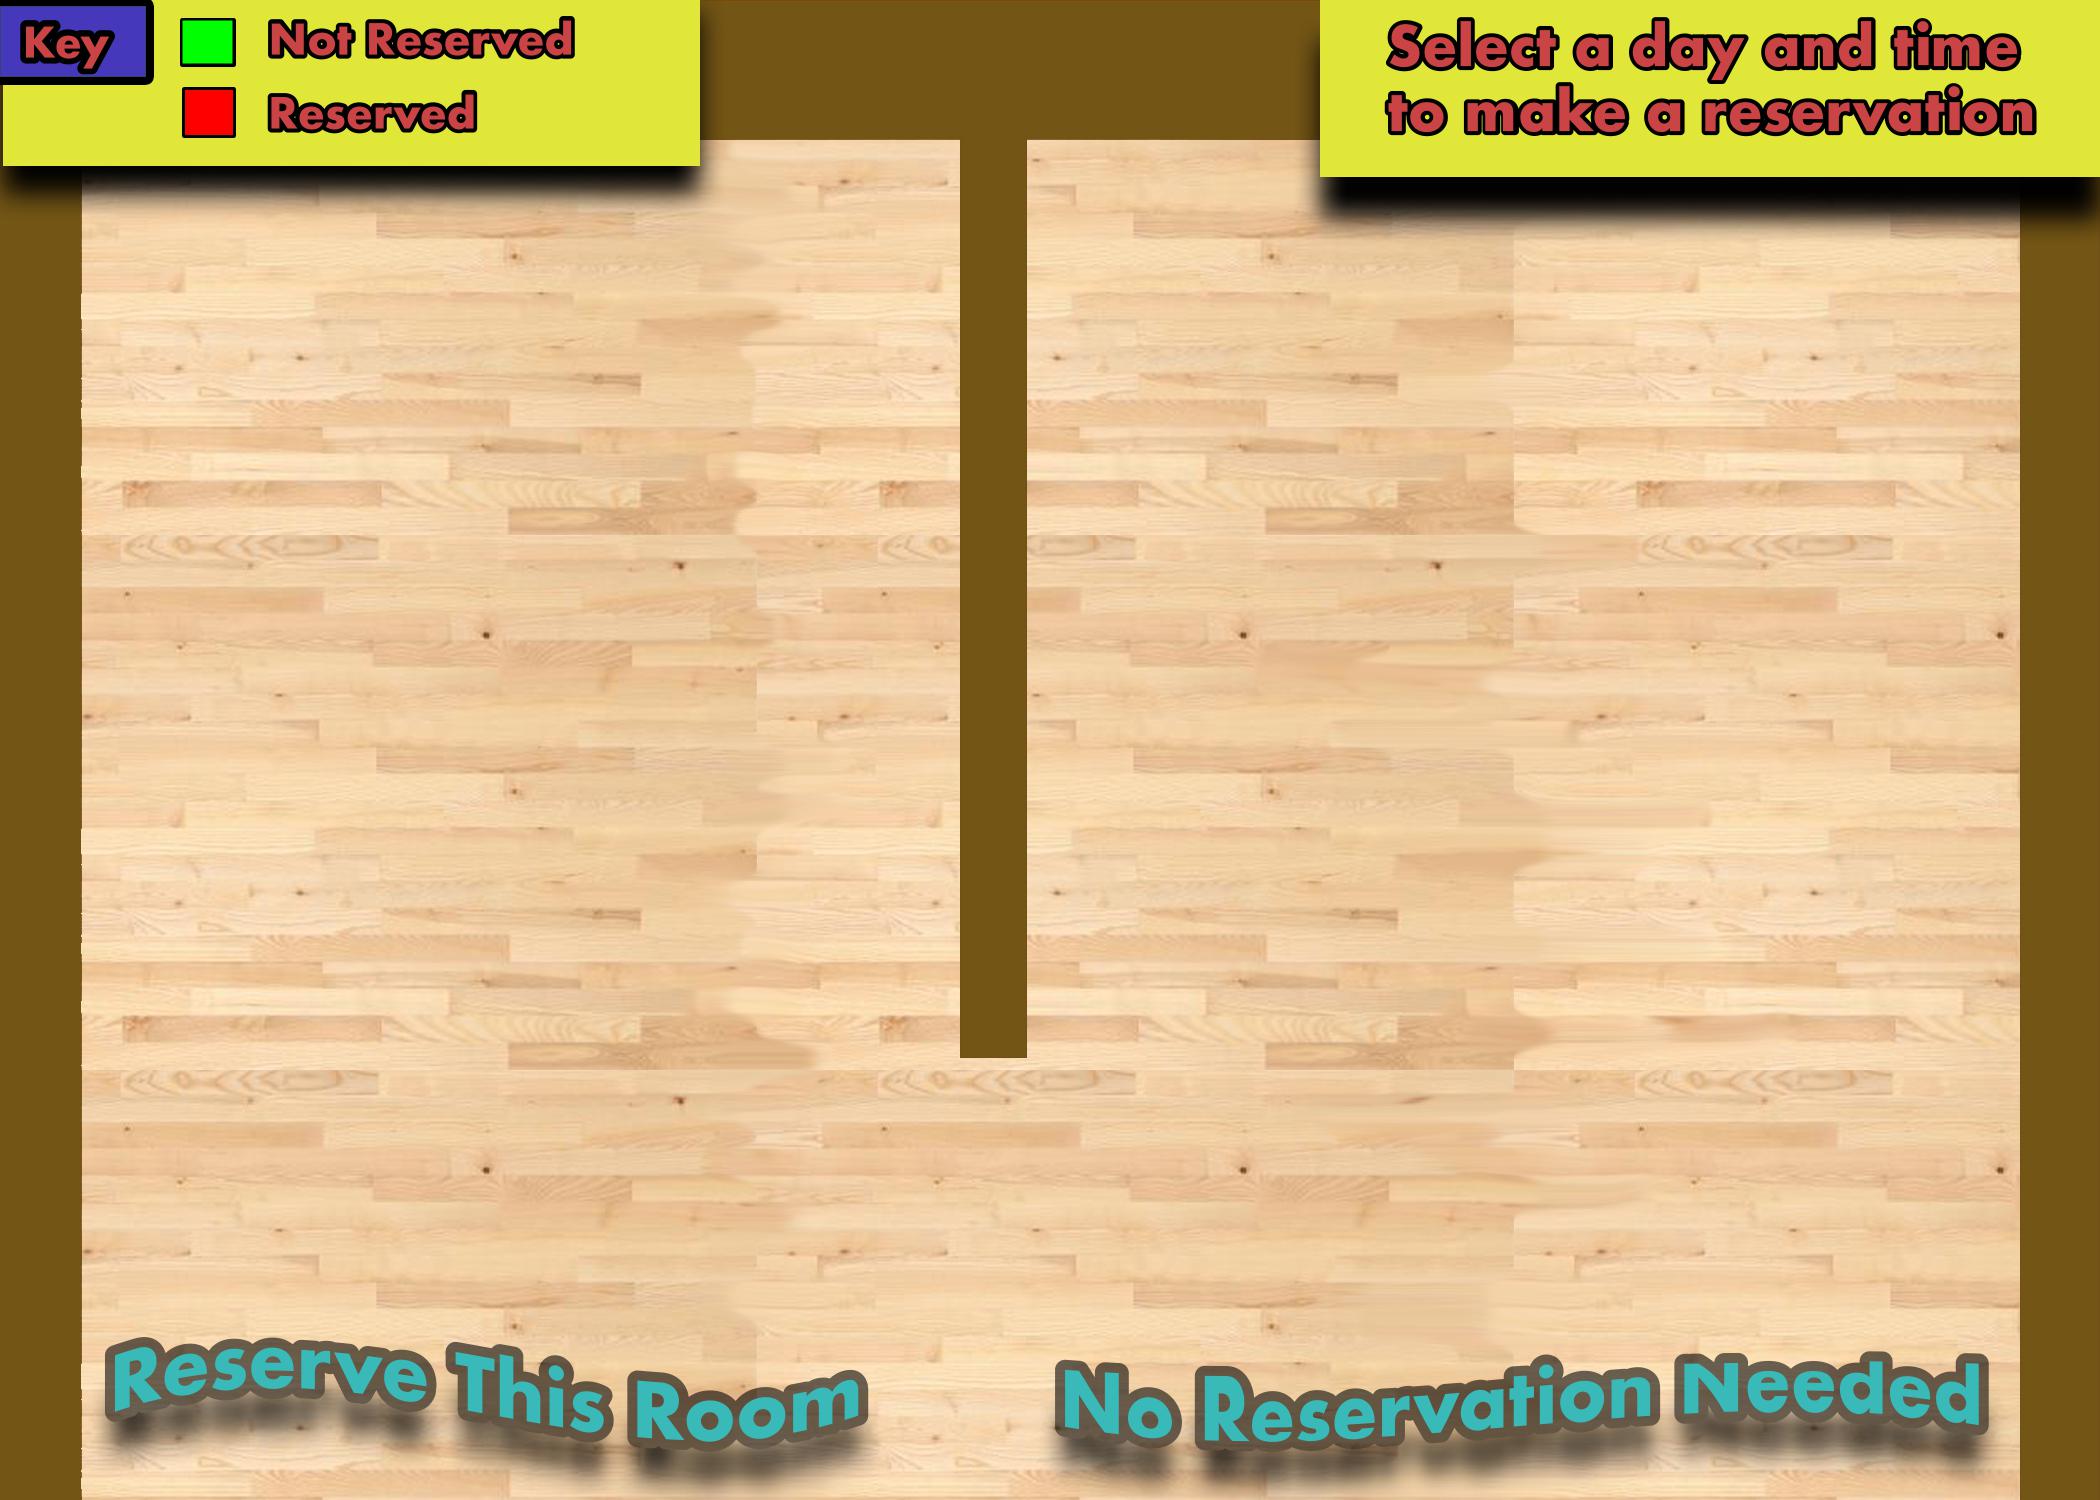 Key
Not Reserved
Reserved
Select a day and time
to make a reservation
Reserve This Room
No Reservation Needed